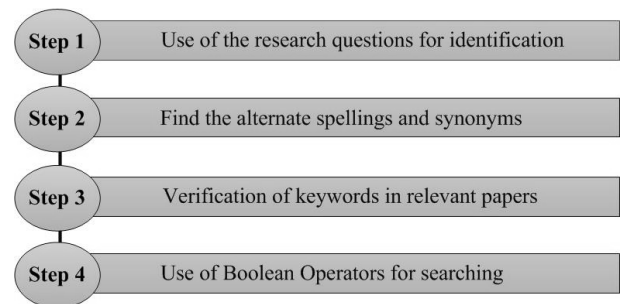 Step 1 Use of the research questions for identification
Step 2 Find the alternate spellings and synonyms
Step 3 Verification of keywords in relevant papers
Step 4 Use of Boolean Operators for searching